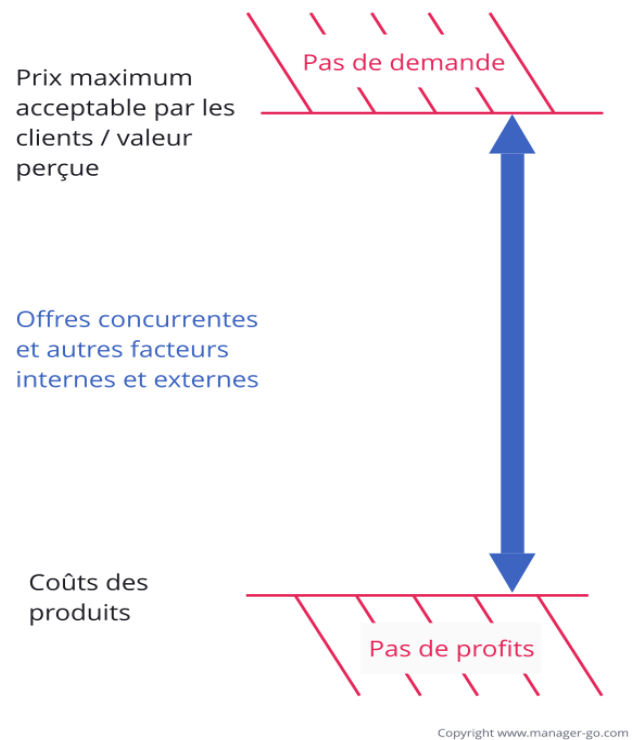 Pas de demande
Prix maximum
acceptable par les
clients / valeur
perçue
Offres concurrentes
et autres facteurs
internes et externes
Coûts des
produits
Pas de profits
Copyright www.manager-go.com